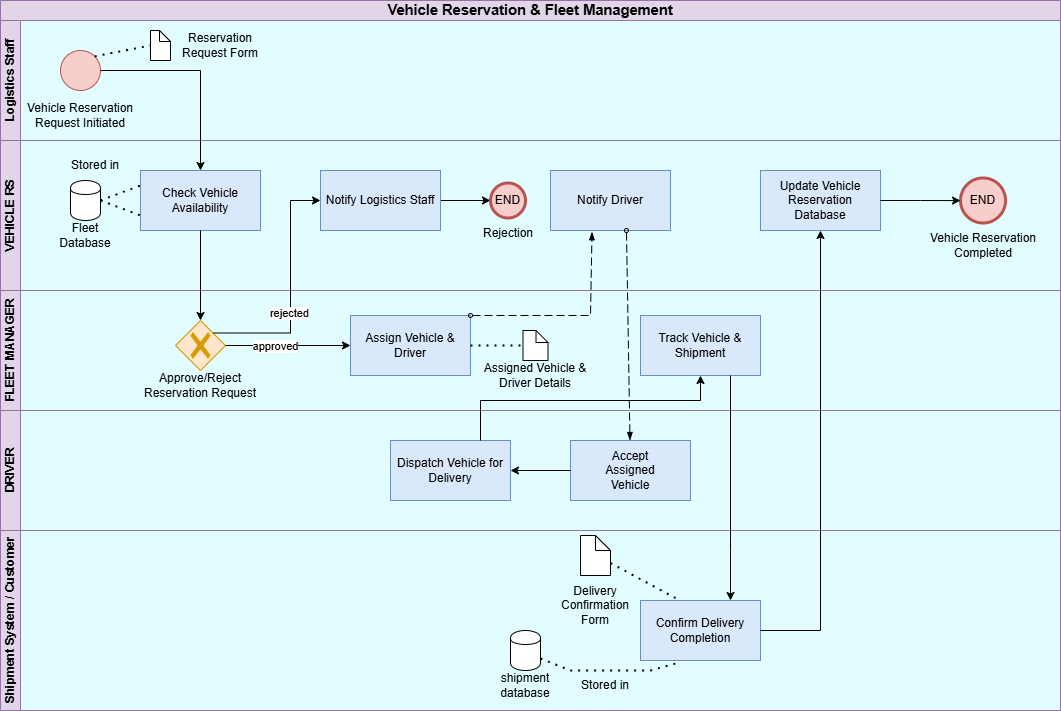 Vehicle Reservation & Fleet Management
Logistics Staff
Reservation
Request Form
Vehicle Reservation
Request Initiated
VEHICLE RS
Stored in
Fleet
Database
Check Vehicle
Availability
Notify Logistics Staff
END
Rejection
Notify Driver
Update Vehicle
Reservation
Database
END
Vehicle Reservation
Completed
FLEET MANAGER
rejected
approved
Approve/Reject
Reservation Request
Assign Vehicle &
Driver
Assigned Vehicle &
Driver Details
Track Vehicle &
Shipment
DRIVER
Dispatch Vehicle for
Delivery
Accept
Assigned
Vehicle
Shipment System / Customer
Delivery
Confirmation
Form
Confirm Delivery
Completion
shipment
database
Stored in